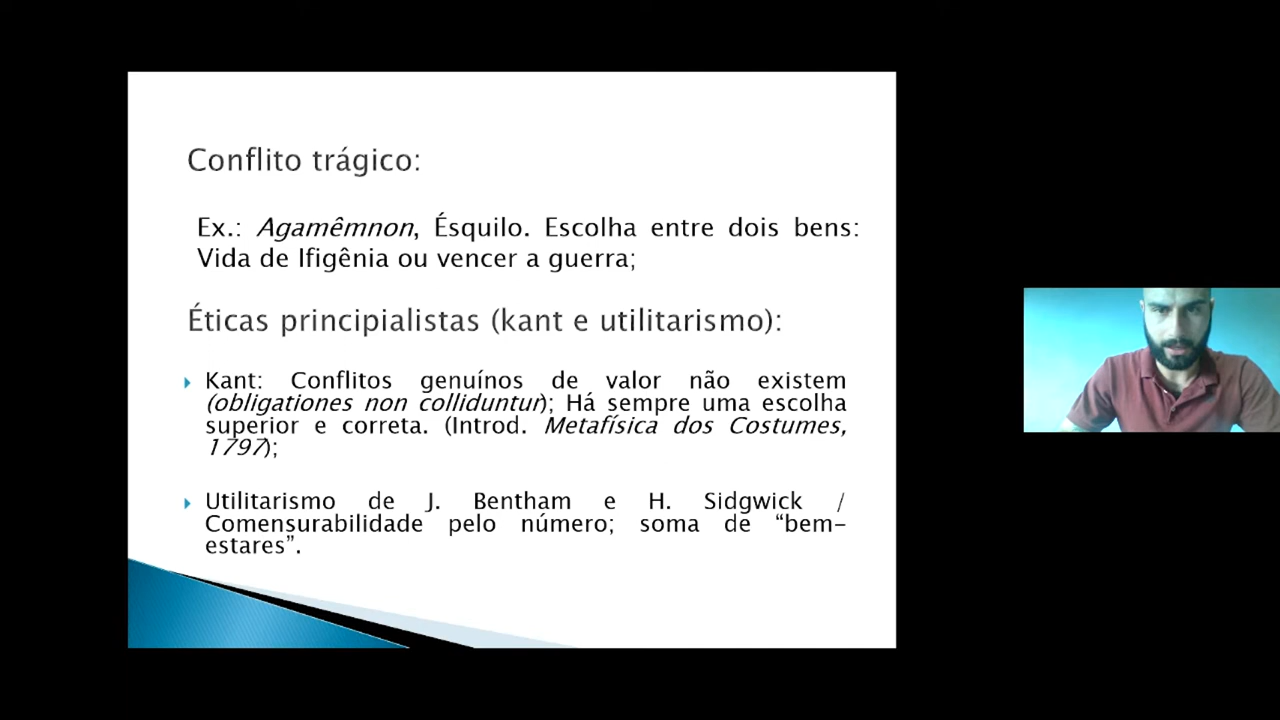 Conflito trágico:
Ex.: Agamêmnon, Ésquilo. Escolha entre dois bens:
Vida de Ifigênia ou vencer a guerra;
Éticas principialistas (kant e utilitarismo):
Kant: Conflitos genuínos de valor não existem
(obligationes non colliduntur); Há sempre uma escolha
superior e correta. (Introd. Metafísica dos Costumes,
1797);
Utilitarismo de J. Bentham e H. Sidgwick /
Comensurabilidade pelo número; soma de “bem-
estares”.